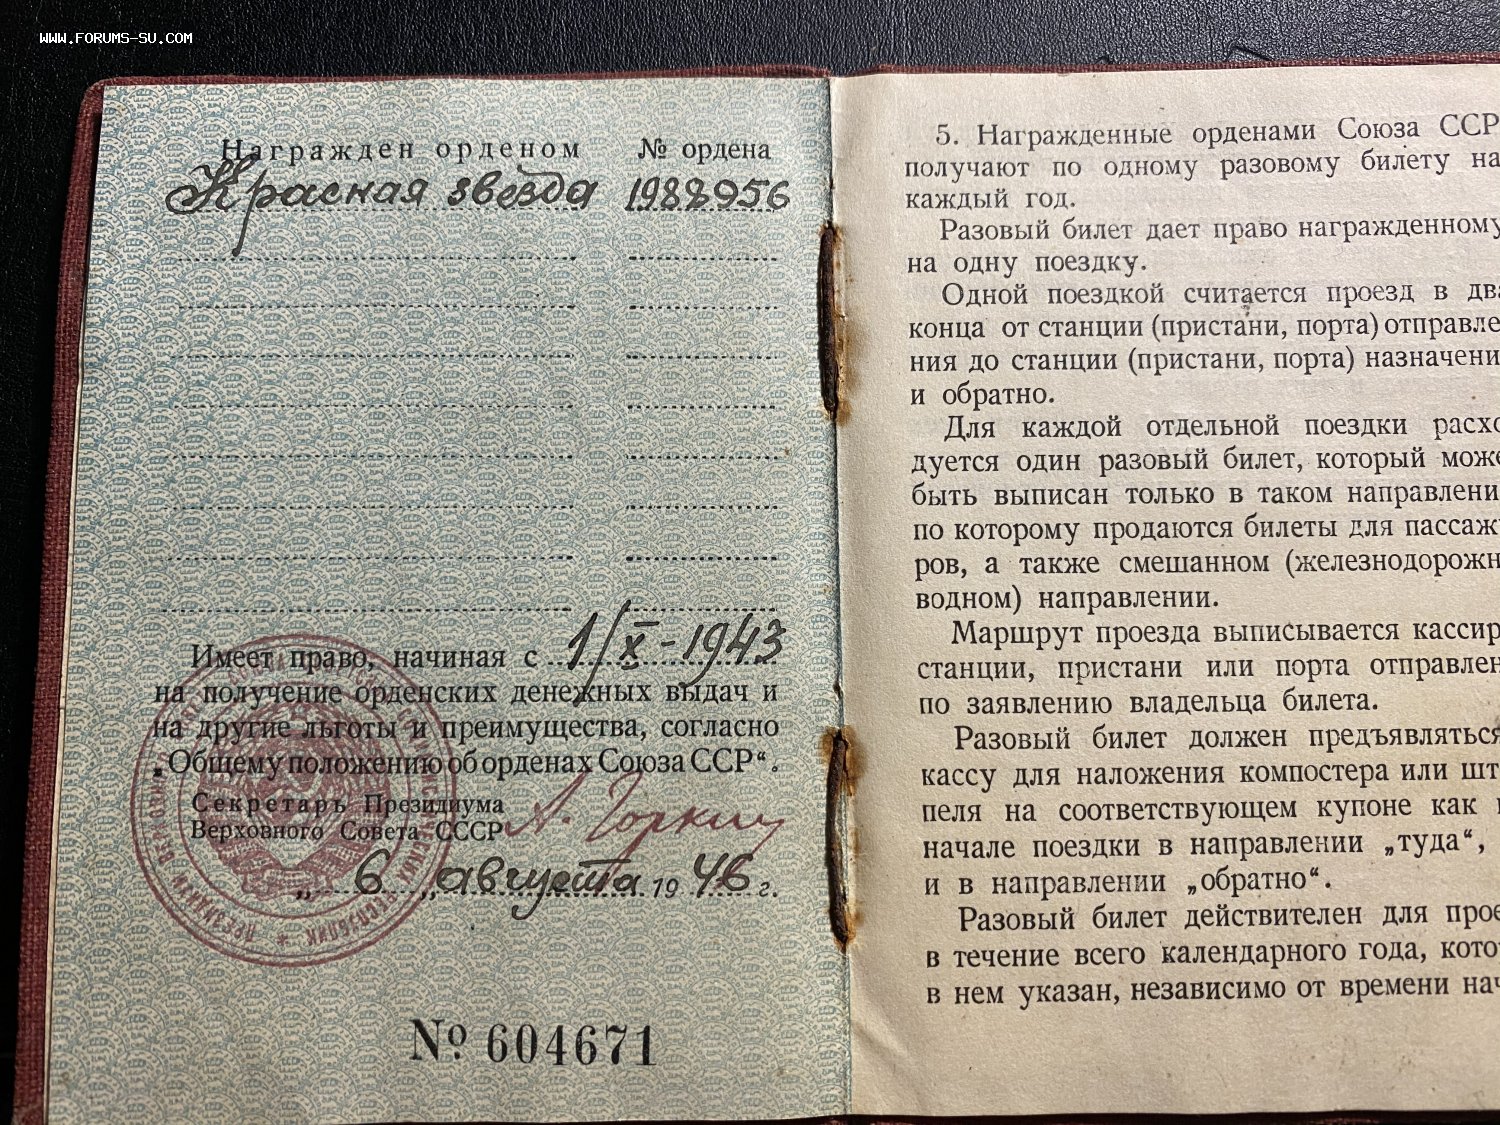 WWW.FORUMS-SU.COM
Награжден орденом № ордена
Красная звезда 1988956
Имеет право, начиная с 1/X-1943
на получение орденских денежных выдач и
на другие льготы и преимущества, согласно
„Общему положению об орденах Союза ССР“.
Секретарь Президиума
Верховного Совета СССР А. Горкин
„ 6 „ августа 1946 г.
№ 604671
5. Награжденные орденами Союза ССР
получают по одному разовому билету на
каждый год.
Разовый билет дает право награжденному
на одну поездку.
Одной поездкой считается проезд в два
конца от станции (пристани, порта) отправле-
ния до станции (пристани, порта) назначени
и обратно.
Для каждой отдельной поездки расхо
дуется один разовый билет, который може
быть выписан только в таком направлени
по которому продаются билеты для пассаж
ров, а также смешанном (железнодорожн
водном) направлении.
Маршрут проезда выписывается кассир
станции, пристани или порта отправлен
по заявлению владельца билета.
Разовый билет должен предъявляться
кассу для наложения компостера или шт
пеля на соответствующем купоне как
начале поездки в направлении „туда“,
и в направлении „обратно“.
Разовый билет действителен для прое
в течение всего календарного года, кото
в нем указан, независимо от времени нач